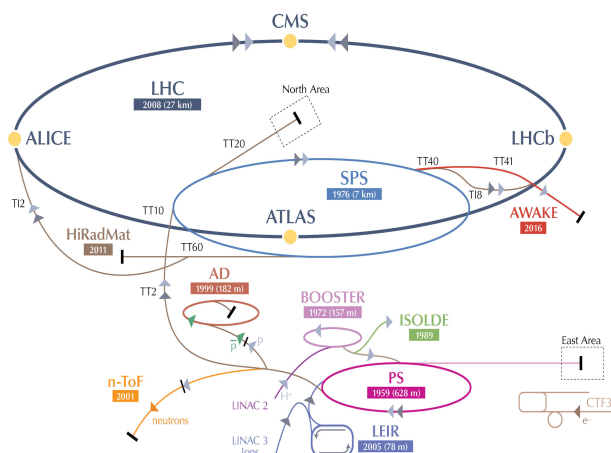 CMS
LHC
2008 (27 km)
North Area
ALICE
LHCb
TT20
TT40
TT41
SPS
1976 (7 km)
TI2
TT10
TI8
ATLAS
AWAKE
2016
HiRadMat
2011
TT60
AD
1999 (182 m)
TT2
BOOSTER
1972 (157 m)
ISOLDE
1989
East Area
p
p
n-ToF
2001
PS
1959 (628 m)
H+
LINAC 2
neutrons
CTF3
e-
LEIR
2005 (78 m)
LINAC 3
Ions